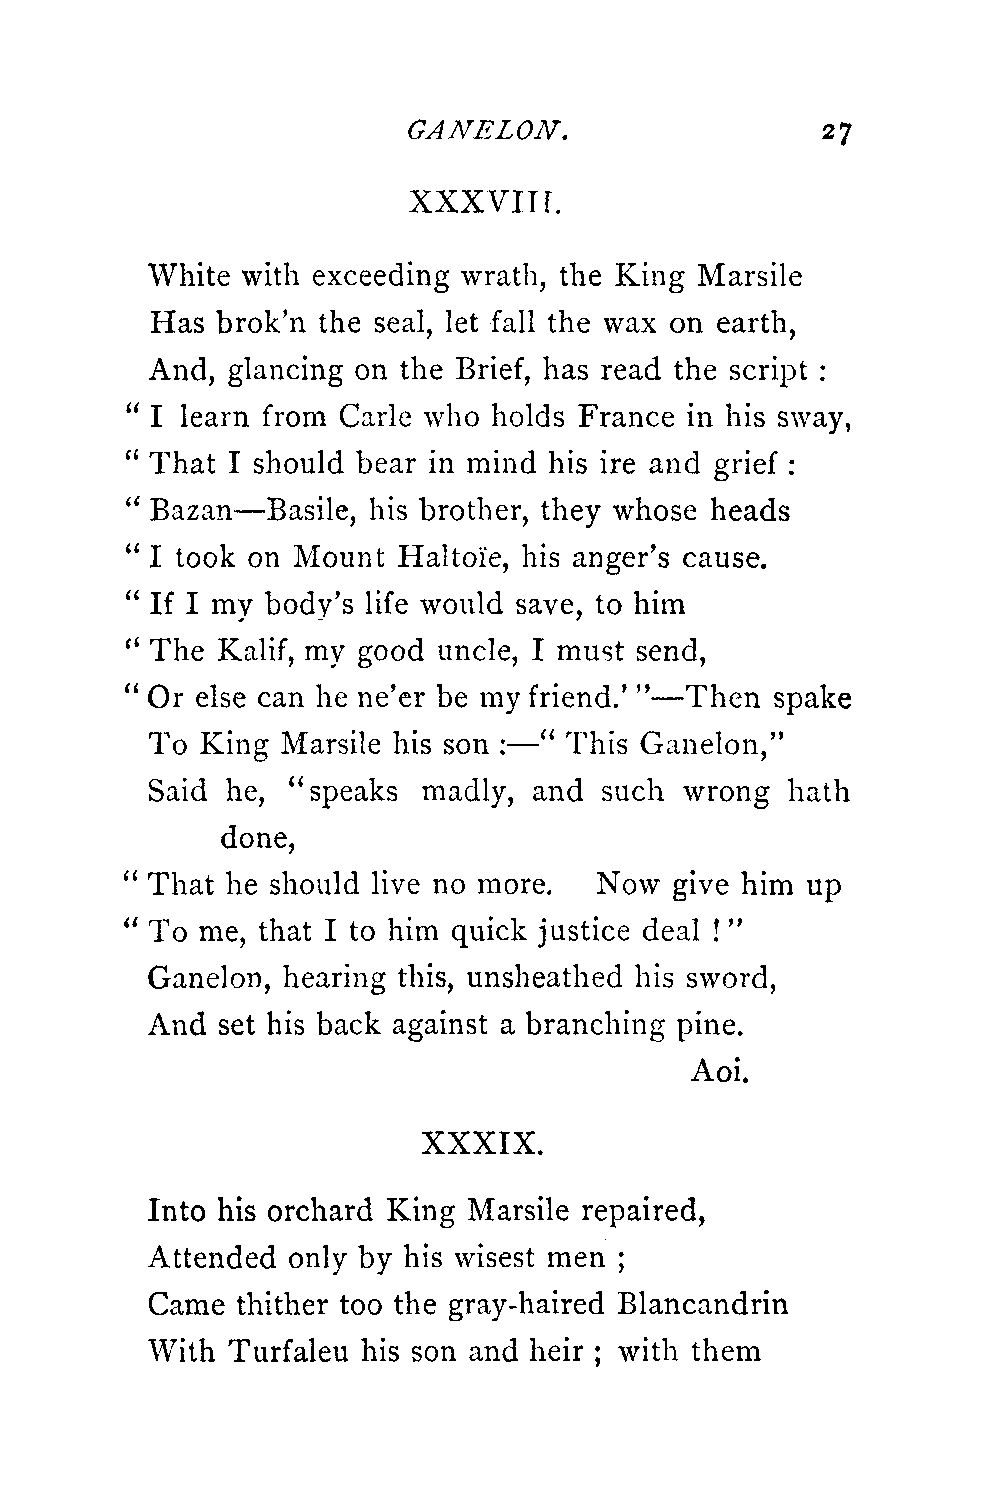 GANELON. 27
XXXVIII.
White with exceeding wrath, the King Marsile
Has brok'n the seal, let fall the wax on earth,
And, glancing on the Brief, has read the script :
" I learn from Carle who holds France in his sway,
" That I should bear in mind his ire and grief :
" Bazan—Basile, his brother, they whose heads
" I took on Mount Haltoïe, his anger's cause.
" If I my body's life would save, to him
" The Kalif, my good uncle, I must send,
" Or else can he ne'er be my friend.' "—Then spake
To King Marsile his son :—" This Ganelon,"
Said he, "speaks madly, and such wrong hath
done,
" That he should live no more. Now give him up
" To me, that I to him quick justice deal ! "
Ganelon, hearing this, unsheathed his sword,
And set his back against a branching pine.
Aoi.
XXXIX.
Into his orchard King Marsile repaired,
Attended only by his wisest men ;
Came thither too the gray-haired Blancandrin
With Turfaleu his son and heir ; with them